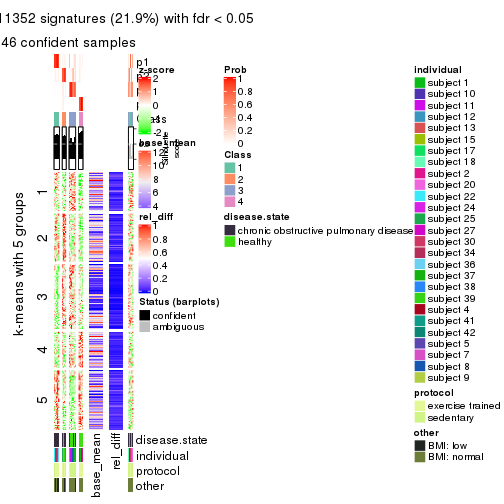 11352 signatures (21.9%) with fdr < 0.05
46 confident samples
p1
z-score
2
1
0
-1
-2
base_mean
12
10
8
6
4
rel_diff
1
0.8
0.6
0.4
0.2
0
Status (barplots)
confident
ambiguous
k-means with 5 groups
1
2
3
4
5
base_mean
rel_diff
disease.state
individual
protocol
other
Prob
1
0.8
0.6
0.4
0.2
0
Class
1
2
3
4
disease.state
chronic obstructive pulmonary disease
healthy
individual
subject 1
subject 10
subject 11
subject 12
subject 13
subject 15
subject 17
subject 18
subject 2
subject 20
subject 22
subject 24
subject 25
subject 27
subject 30
subject 34
subject 36
subject 37
subject 38
subject 39
subject 4
subject 41
subject 42
subject 5
subject 7
subject 8
subject 9
protocol
exercise trained
sedentary
other
BMI: low
BMI: normal